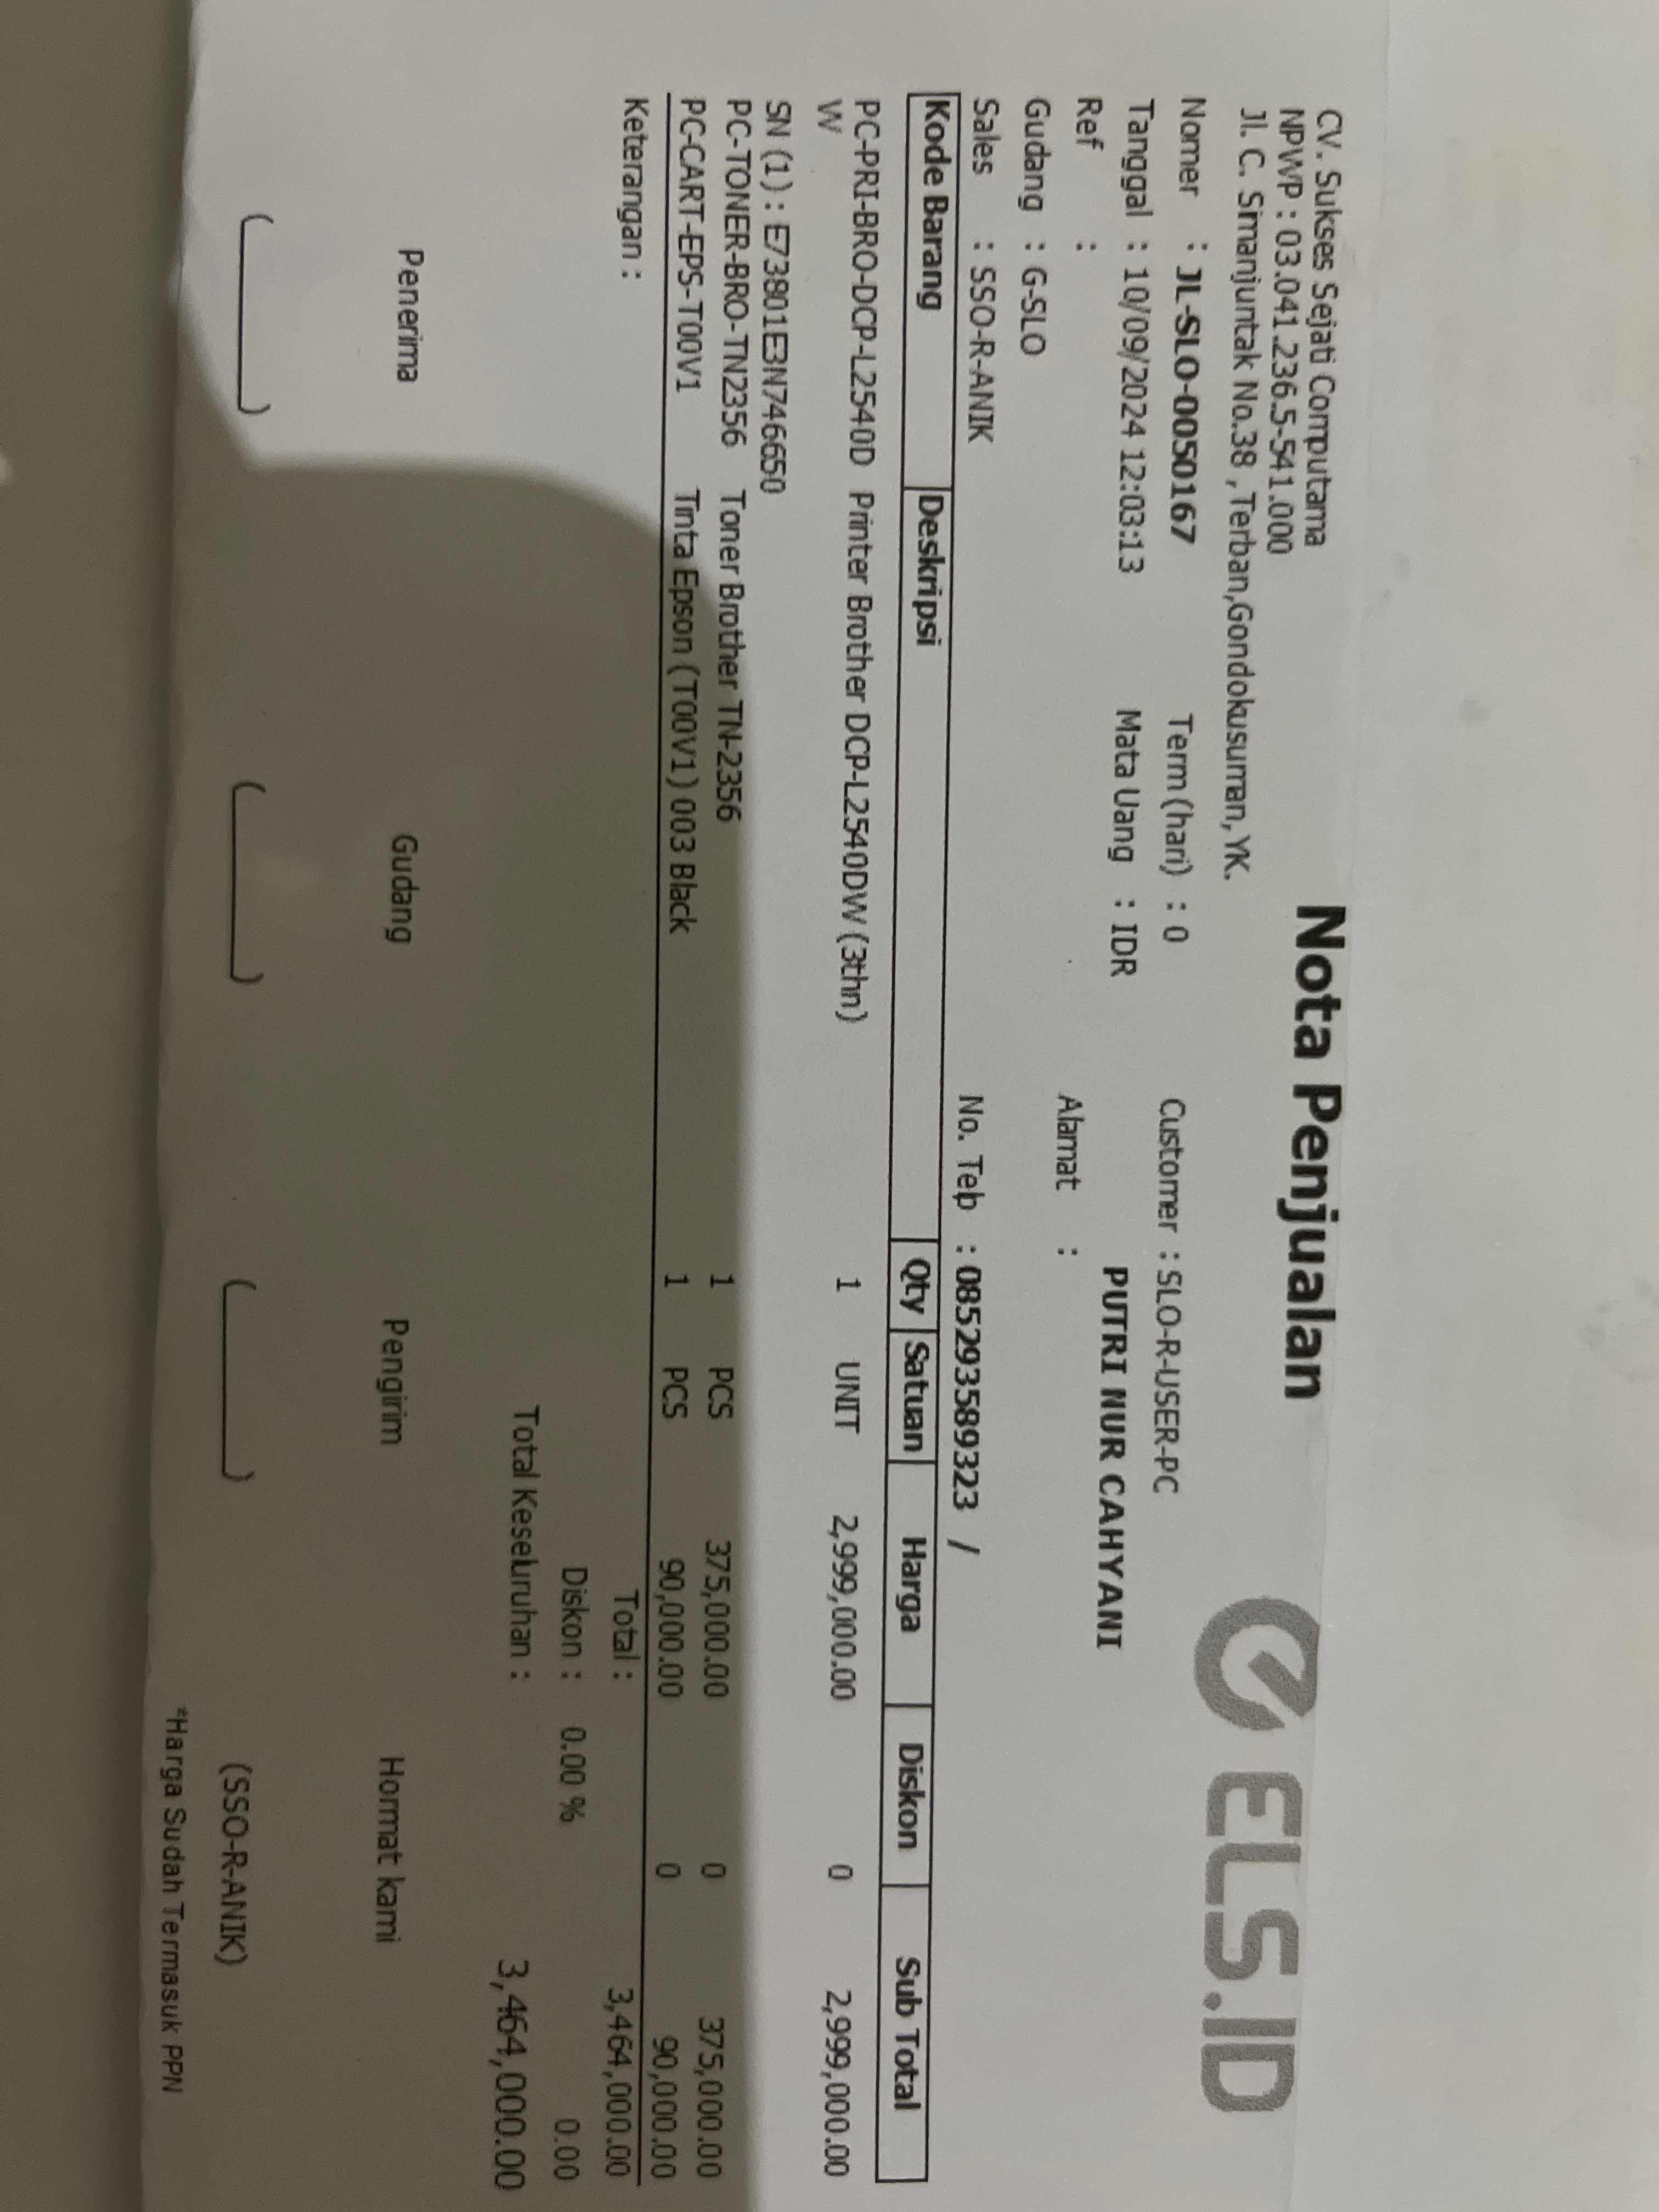 Nota Penjualan
ELS.ID
CV. Sukses Sejati Computama
NPWP : 03.041.236.5-541.000
Jl. C. Simanjuntak No.38 , Terban,Gondokusuman, YK.
Nomer : JL-SLO-0050167 Term (hari) : 0 Customer : SLO-R-USER-PC
Tanggal : 10/09/2024 12:03:13 Mata Uang : IDR PUTRI NUR CAHYANI
Ref :
Alamat :
Gudang : G-SLO
Sales : SSO-R-ANIK No. Telp : 085293589323 /
Kode Barang Deskripsi Qty Satuan Harga Diskon Sub Total
PC-PRI-BRO-DCP-L2540D Printer Brother DCP-L2540DW (3thn) 1 UNIT 2,999,000.00 0 2,999,000.00
W
SN (1) : E73801E3N746650
PC-TONER-BRO-TN2356 Toner Brother TN-2356 1 PCS 375,000.00 0 375,000.00
PC-CART-EPS-T00V1 Tinta Epson (T00V1) 003 Black 1 PCS 90,000.00 0 90,000.00
Keterangan : Total : 3,464,000.00
Diskon : 0.00 % 0.00
Total Keseluruhan : 3,464,000.00
Penerima Gudang Pengirim Hormat kami
(________) (________) (________) (SSO-R-ANIK)
*Harga Sudah Termasuk PPN